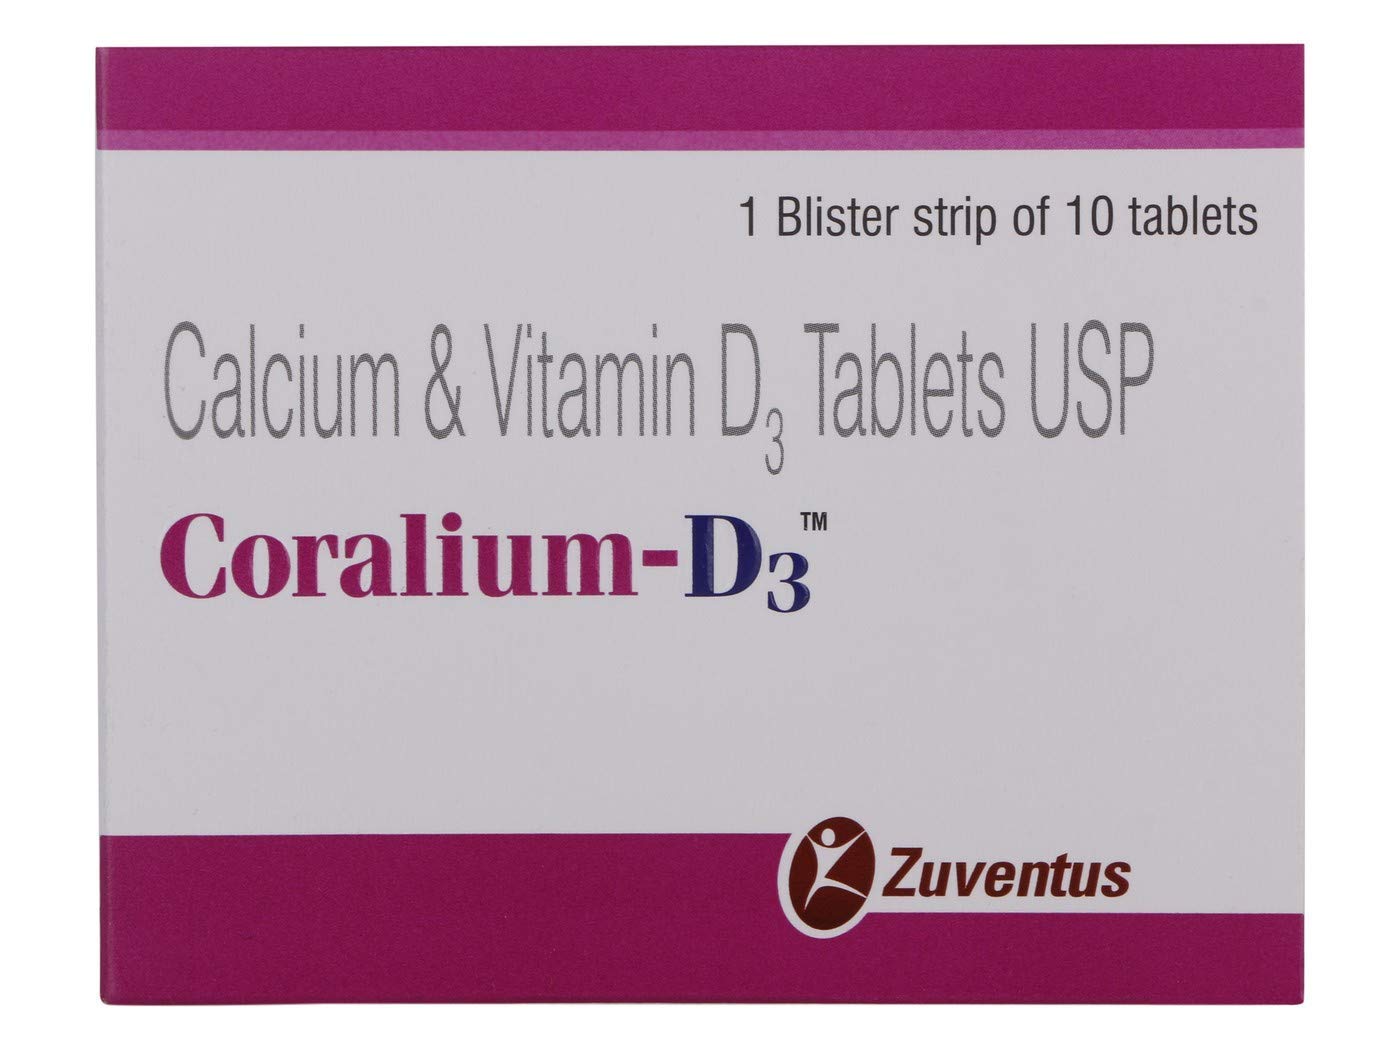 1 Blister strip of 10 tablets
Calcium & Vitamin D₃ Tablets USP
Coralium-D₃™
Zuventus